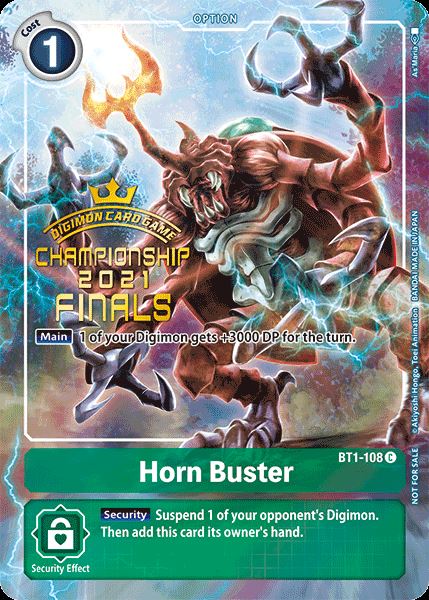 OPTION
Cost
1
As'Maria
DIGIMON CARD GAME
CHAMPIONSHIP
2021
FINALS
Main 1 of your Digimon gets +3000 DP for the turn.
©Akiyoshi Hongo, Toei Animation BANDAI MADE IN JAPAN
NOT FOR SALE
BT1-108 C
Horn Buster
Security Suspend 1 of your opponent's Digimon.
Then add this card its owner's hand.
Security Effect